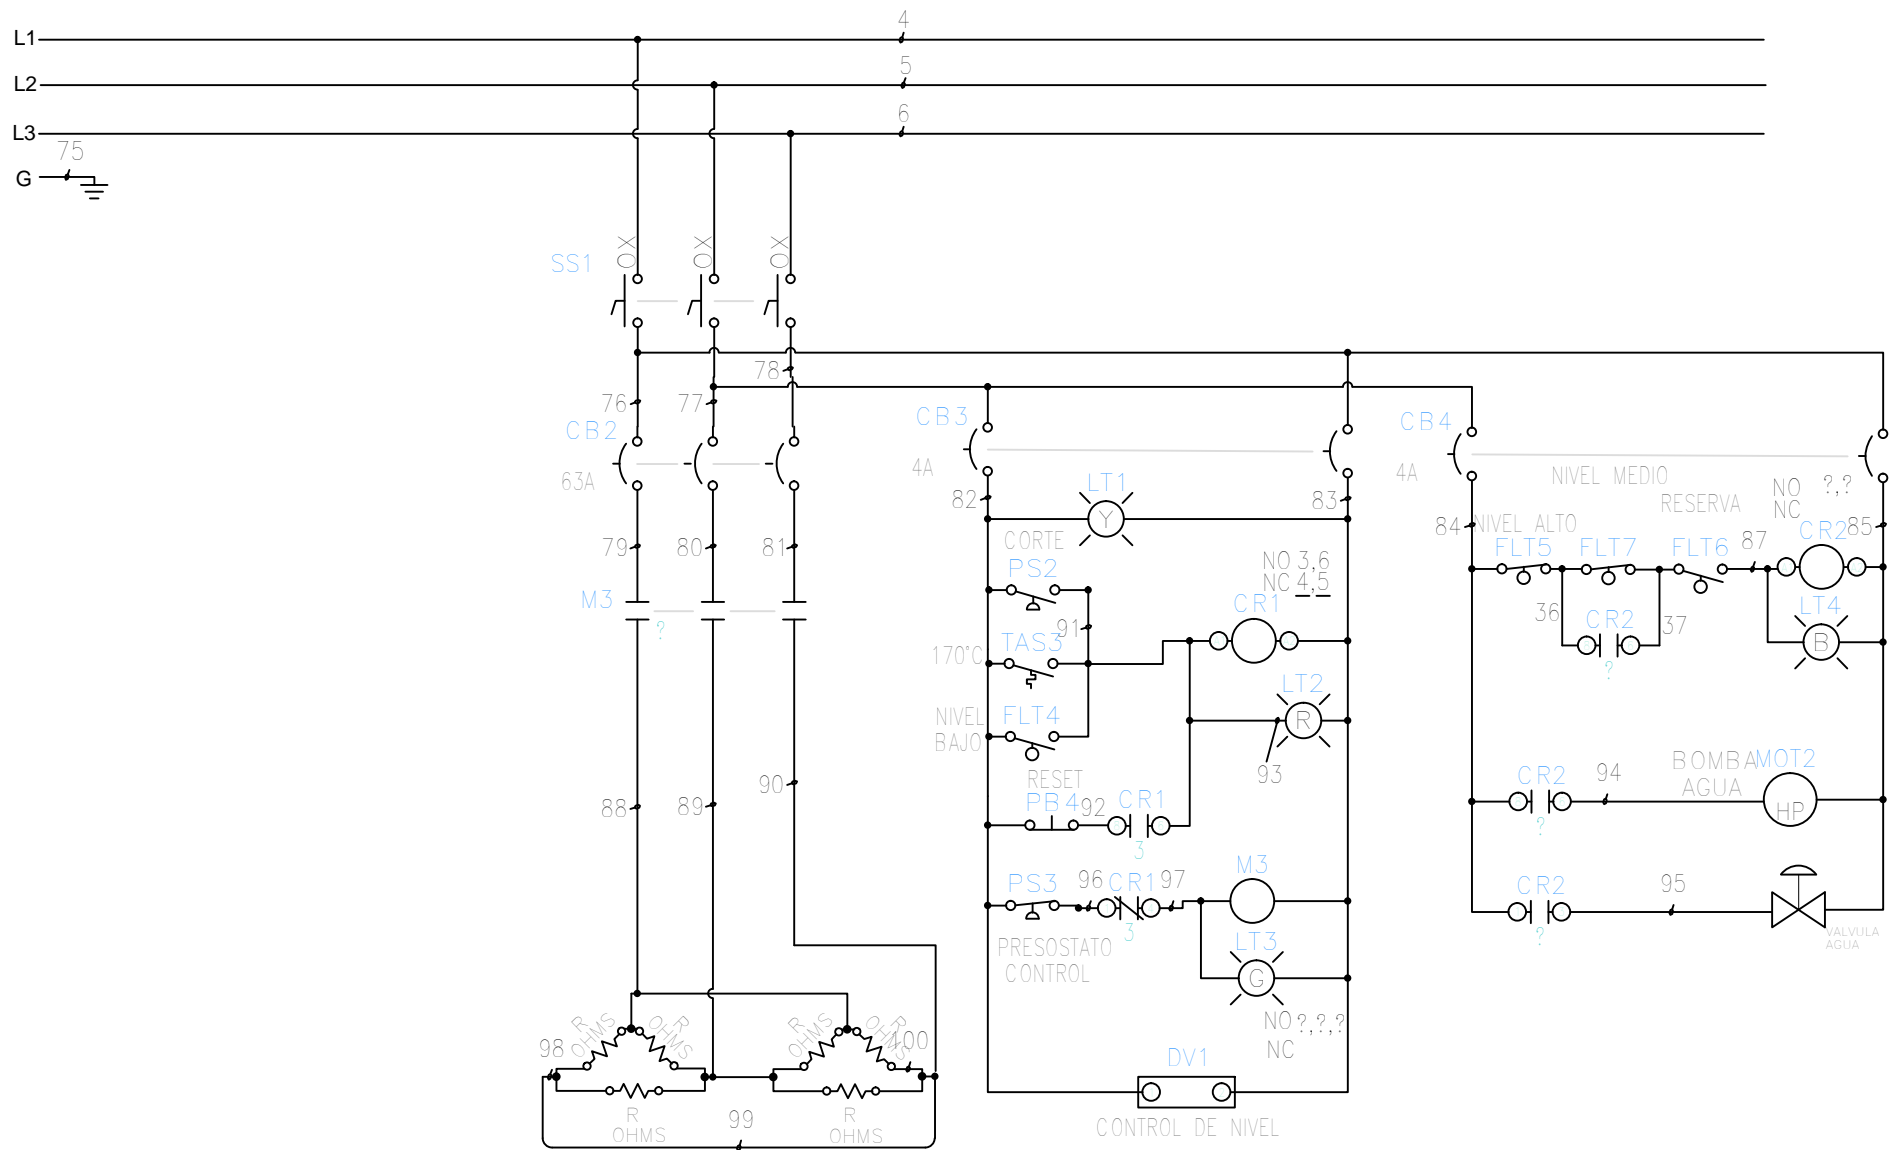 4
L1
5
L2
6
L3
75
G
OX OX OX
SS1
78
76 77
CB2
63A
CB3
4A
CB4
4A
NIVEL MEDIO
RESERVA
NO ?,?
NC
82
LT1
Y
83
84
NIVEL ALTO
85
FLT5 FLT7 FLT6 87 CR2
79 80 81
CORTE
PS2
NO 3,6
NC 4,5
CR1
M3
?
91
170°C
TAS3
36
CR2
?
37
LT4
B
LT2
R
93
NIVEL
BAJO
FLT4
88 89 90
RESET
PB4 92 CR1
3
CR2
?
94
BOMBA
AGUA
MOT2
HP
PS3 96 CR1 97
3
M3
PRESOSTATO
CONTROL
LT3
G
NO ?,?,?
NC
CR2
?
95
VALVULA
AGUA
R
OHMS
R
OHMS
R
OHMS
R
OHMS
98
100
R
OHMS
R
OHMS
99
DV1
CONTROL DE NIVEL